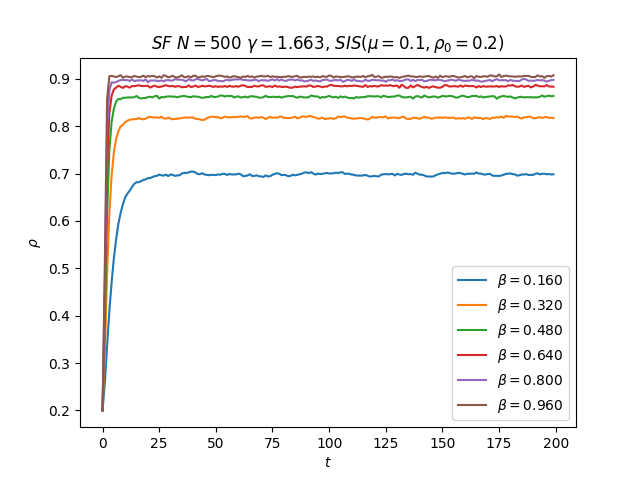 SF N = 500 γ = 1.663, SIS(μ = 0.1, ρ₀ = 0.2)
0.9
0.8
0.7
0.6
0.5
0.4
0.3
0.2
ρ
β = 0.160
β = 0.320
β = 0.480
β = 0.640
β = 0.800
β = 0.960
0 25 50 75 100 125 150 175 200
t